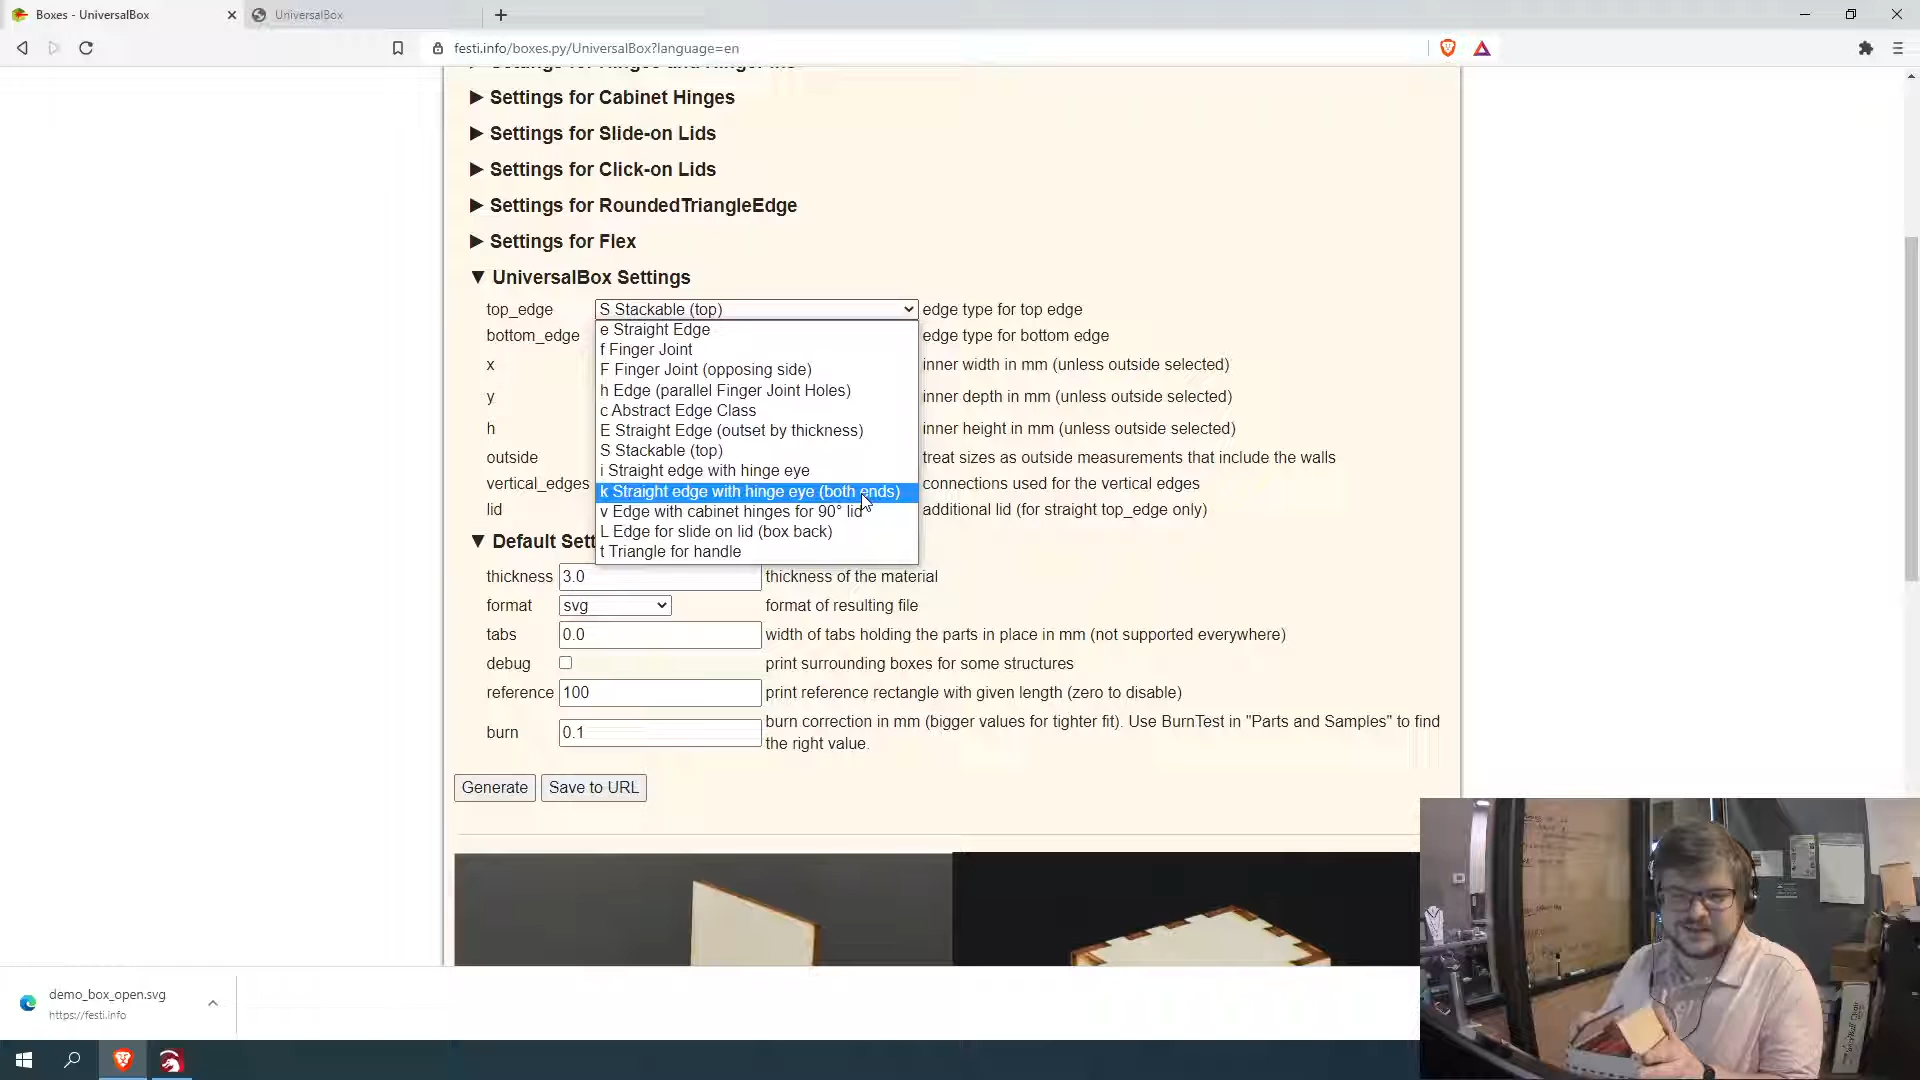 Boxes - UniversalBox
UniversalBox
festi.info/boxes.py/UniversalBox?language=en
Settings for Cabinet Hinges
Settings for Slide-on Lids
Settings for Click-on Lids
Settings for RoundedTriangleEdge
Settings for Flex
UniversalBox Settings
top_edge S Stackable (top) edge type for top edge
e Straight Edge
bottom_edge edge type for bottom edge
f Finger Joint
x inner width in mm (unless outside selected)
F Finger Joint (opposing side)
h Edge (parallel Finger Joint Holes)
y inner depth in mm (unless outside selected)
c Abstract Edge Class
h inner height in mm (unless outside selected)
E Straight Edge (outset by thickness)
S Stackable (top)
outside treat sizes as outside measurements that include the walls
i Straight edge with hinge eye
vertical_edges connections used for the vertical edges
k Straight edge with hinge eye (both ends)
lid additional lid (for straight top_edge only)
v Edge with cabinet hinges for 90° lid
L Edge for slide on lid (box back)
Default Sett
t Triangle for handle
thickness 3.0 thickness of the material
format svg format of resulting file
tabs 0.0 width of tabs holding the parts in place in mm (not supported everywhere)
debug print surrounding boxes for some structures
reference 100 print reference rectangle with given length (zero to disable)
burn 0.1 burn correction in mm (bigger values for tighter fit). Use BurnTest in "Parts and Samples" to find
the right value.
Generate Save to URL
demo_box_open.svg
https://festi.info